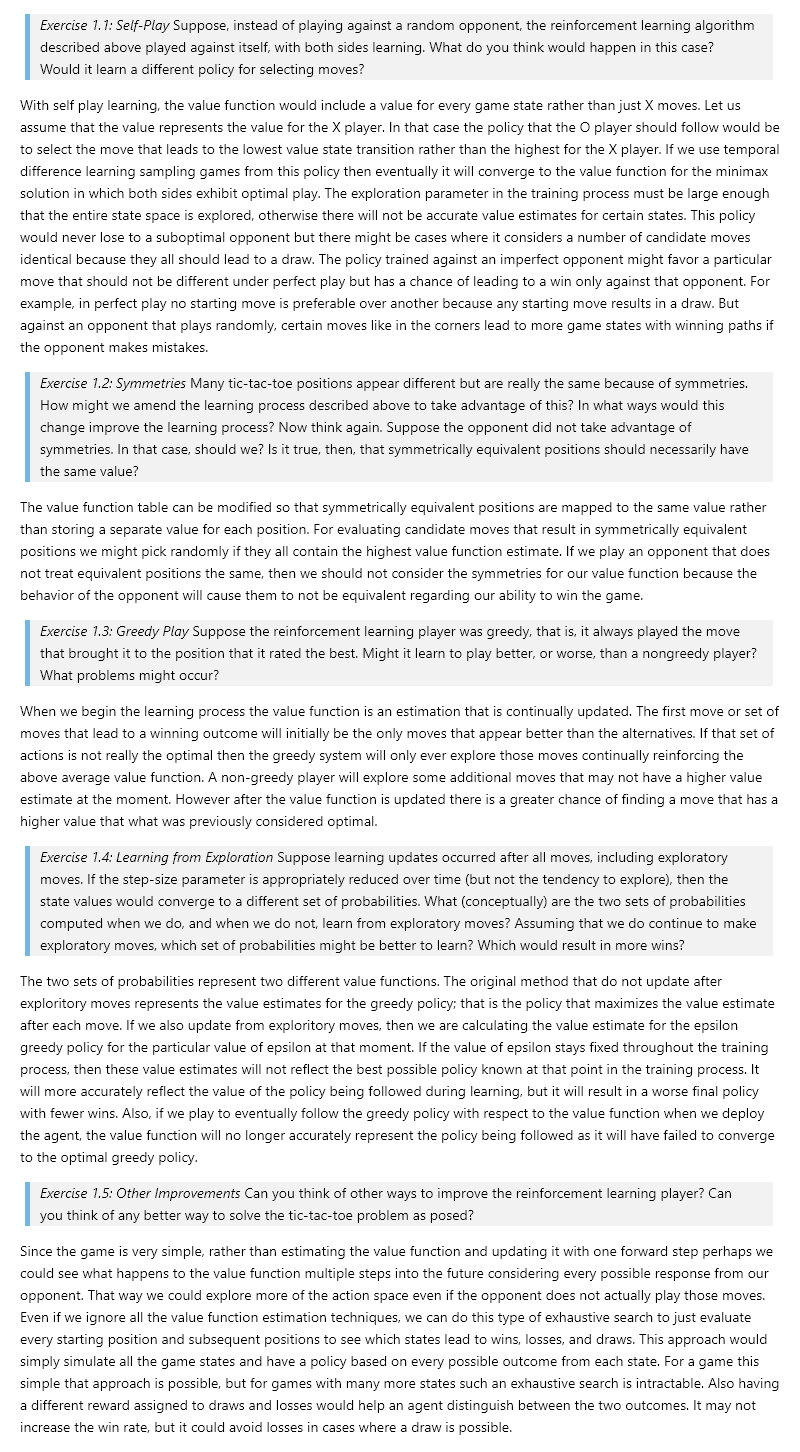 Exercise 1.1: Self-Play Suppose, instead of playing against a random opponent, the reinforcement learning algorithm
described above played against itself, with both sides learning. What do you think would happen in this case?
Would it learn a different policy for selecting moves?
With self play learning, the value function would include a value for every game state rather than just X moves. Let us
assume that the value represents the value for the X player. In that case the policy that the O player should follow would be
to select the move that leads to the lowest value state transition rather than the highest for the X player. If we use temporal
difference learning sampling games from this policy then eventually it will converge to the value function for the minimax
solution in which both sides exhibit optimal play. The exploration parameter in the training process must be large enough
that the entire state space is explored, otherwise there will not be accurate value estimates for certain states. This policy
would never lose to a suboptimal opponent but there might be cases where it considers a number of candidate moves
identical because they all should lead to a draw. The policy trained against an imperfect opponent might favor a particular
move that should not be different under perfect play but has a chance of leading to a win only against that opponent. For
example, in perfect play no starting move is preferable over another because any starting move results in a draw. But
against an opponent that plays randomly, certain moves like in the corners lead to more game states with winning paths if
the opponent makes mistakes.
Exercise 1.2: Symmetries Many tic-tac-toe positions appear different but are really the same because of symmetries.
How might we amend the learning process described above to take advantage of this? In what ways would this
change improve the learning process? Now think again. Suppose the opponent did not take advantage of
symmetries. In that case, should we? Is it true, then, that symmetrically equivalent positions should necessarily have
the same value?
The value function table can be modified so that symmetrically equivalent positions are mapped to the same value rather
than storing a separate value for each position. For evaluating candidate moves that result in symmetrically equivalent
positions we might pick randomly if they all contain the highest value function estimate. If we play an opponent that does
not treat equivalent positions the same, then we should not consider the symmetries for our value function because the
behavior of the opponent will cause them to not be equivalent regarding our ability to win the game.
Exercise 1.3: Greedy Play Suppose the reinforcement learning player was greedy, that is, it always played the move
that brought it to the position that it rated the best. Might it learn to play better, or worse, than a nongreedy player?
What problems might occur?
When we begin the learning process the value function is an estimation that is continually updated. The first move or set of
moves that lead to a winning outcome will initially be the only moves that appear better than the alternatives. If that set of
actions is not really the optimal then the greedy system will only ever explore those moves continually reinforcing the
above average value function. A non-greedy player will explore some additional moves that may not have a higher value
estimate at the moment. However after the value function is updated there is a greater chance of finding a move that has a
higher value that what was previously considered optimal.
Exercise 1.4: Learning from Exploration Suppose learning updates occurred after all moves, including exploratory
moves. If the step-size parameter is appropriately reduced over time (but not the tendency to explore), then the
state values would converge to a different set of probabilities. What (conceptually) are the two sets of probabilities
computed when we do, and when we do not, learn from exploratory moves? Assuming that we do continue to make
exploratory moves, which set of probabilities might be better to learn? Which would result in more wins?
The two sets of probabilities represent two different value functions. The original method that do not update after
exploritory moves represents the value estimates for the greedy policy; that is the policy that maximizes the value estimate
after each move. If we also update from exploritory moves, then we are calculating the value estimate for the epsilon
greedy policy for the particular value of epsilon at that moment. If the value of epsilon stays fixed throughout the training
process, then these value estimates will not reflect the best possible policy known at that point in the training process. It
will more accurately reflect the value of the policy being followed during learning, but it will result in a worse final policy
with fewer wins. Also, if we play to eventually follow the greedy policy with respect to the value function when we deploy
the agent, the value function will no longer accurately represent the policy being followed as it will have failed to converge
to the optimal greedy policy.
Exercise 1.5: Other Improvements Can you think of other ways to improve the reinforcement learning player? Can
you think of any better way to solve the tic-tac-toe problem as posed?
Since the game is very simple, rather than estimating the value function and updating it with one forward step perhaps we
could see what happens to the value function multiple steps into the future considering every possible response from our
opponent. That way we could explore more of the action space even if the opponent does not actually play those moves.
Even if we ignore all the value function estimation techniques, we can do this type of exhaustive search to just evaluate
every starting position and subsequent positions to see which states lead to wins, losses, and draws. This approach would
simply simulate all the game states and have a policy based on every possible outcome from each state. For a game this
simple that approach is possible, but for games with many more states such an exhaustive search is intractable. Also having
a different reward assigned to draws and losses would help an agent distinguish between the two outcomes. It may not
increase the win rate, but it could avoid losses in cases where a draw is possible.